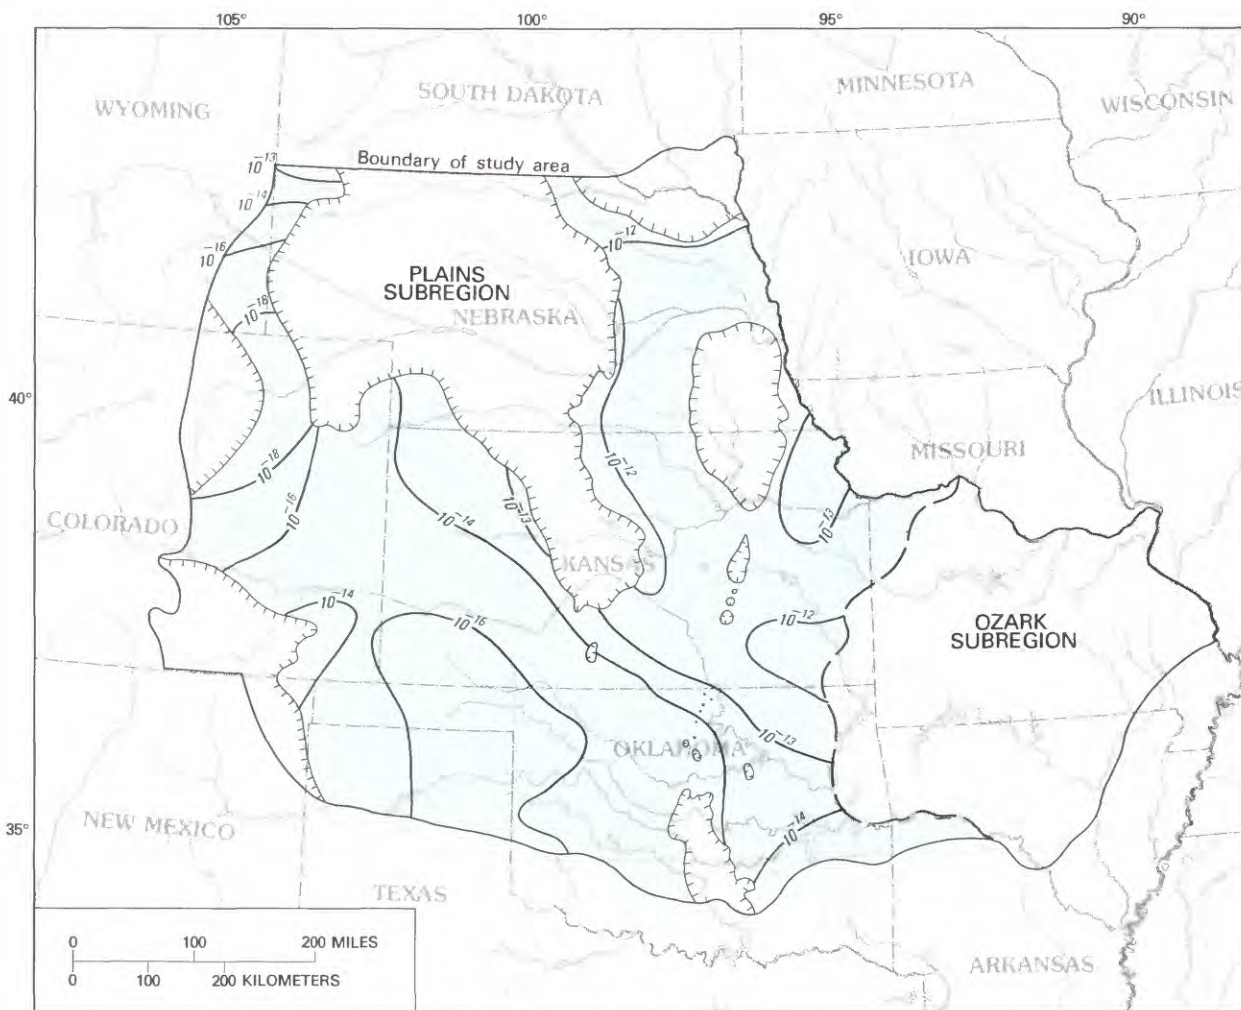 105° 100° 95° 90°
WYOMING
SOUTH DAKOTA
MINNESOTA
WISCONSIN
10⁻¹³
Boundary of study area
10⁻¹⁴
10⁻¹⁶
10⁻¹²
IOWA
PLAINS
SUBREGION
10⁻¹⁸
NEBRASKA
40°
ILLINOIS
MISSOURI
10⁻¹⁸
10⁻¹²
10⁻¹⁶
10⁻¹⁴
10⁻¹³
10⁻¹³
COLORADO
KANSAS
10⁻¹⁴
10⁻¹⁶
10⁻¹²
OZARK
SUBREGION
10⁻¹³
OKLAHOMA
35°
NEW MEXICO
10⁻¹⁴
TEXAS
ARKANSAS
0 100 200 MILES
0 100 200 KILOMETERS